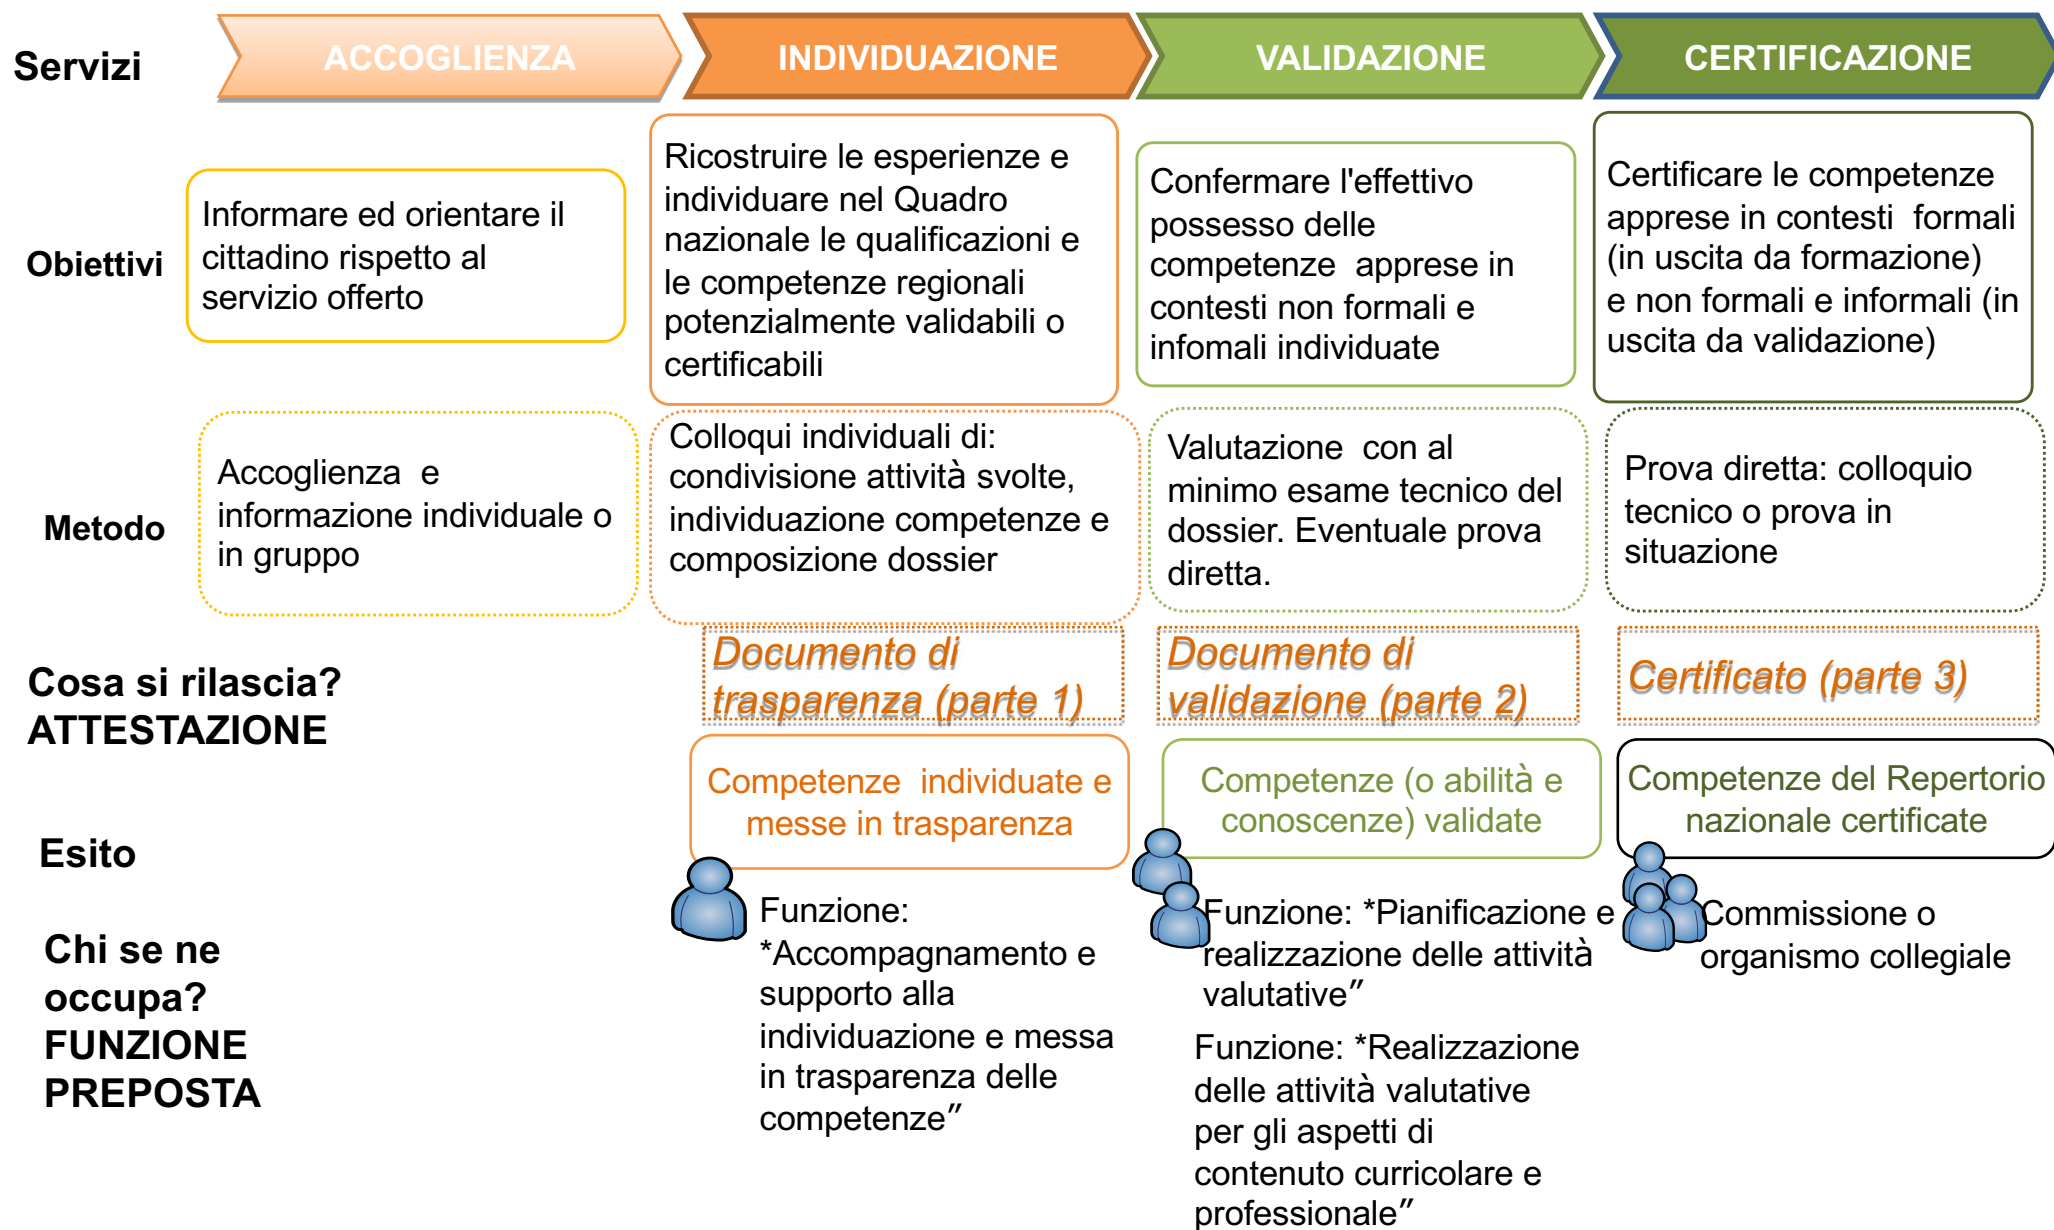 Servizi
ACCOGLIENZA
INDIVIDUAZIONE
VALIDAZIONE
CERTIFICAZIONE
Obiettivi
Informare ed orientare il
cittadino rispetto al
servizio offerto
Ricostruire le esperienze e
individuare nel Quadro
nazionale le qualificazioni e
le competenze regionali
potenzialmente validabili o
certificabili
Confermare l'effettivo
possesso delle
competenze apprese in
contesti non formali e
infomali individuate
Certificare le competenze
apprese in contesti formali
(in uscita da formazione)
e non formali e informali (in
uscita da validazione)
Metodo
Accoglienza e
informazione individuale o
in gruppo
Colloqui individuali di:
condivisione attività svolte,
individuazione competenze e
composizione dossier
Valutazione con al
minimo esame tecnico del
dossier. Eventuale prova
diretta.
Prova diretta: colloquio
tecnico o prova in
situazione
Cosa si rilascia?
ATTESTAZIONE
Documento di
trasparenza (parte 1)
Documento di
validazione (parte 2)
Certificato (parte 3)
Esito
Competenze individuate e
messe in trasparenza
Competenze (o abilità e
conoscenze) validate
Competenze del Repertorio
nazionale certificate
Chi se ne
occupa?
FUNZIONE
PREPOSTA
Funzione:
*Accompagnamento e
supporto alla
individuazione e messa
in trasparenza delle
competenze”
Funzione: *Pianificazione e
realizzazione delle attività
valutative”
Funzione: *Realizzazione
delle attività valutative
per gli aspetti di
contenuto curricolare e
professionale”
Commissione o
organismo collegiale